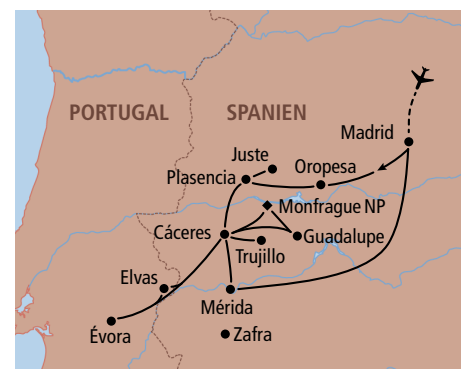 PORTUGAL
SPANIEN
Madrid
Juste
Oropesa
Plasencia
Monfrague NP
Cáceres
Guadalupe
Trujillo
Elvas
Mérida
Évora
Zafra